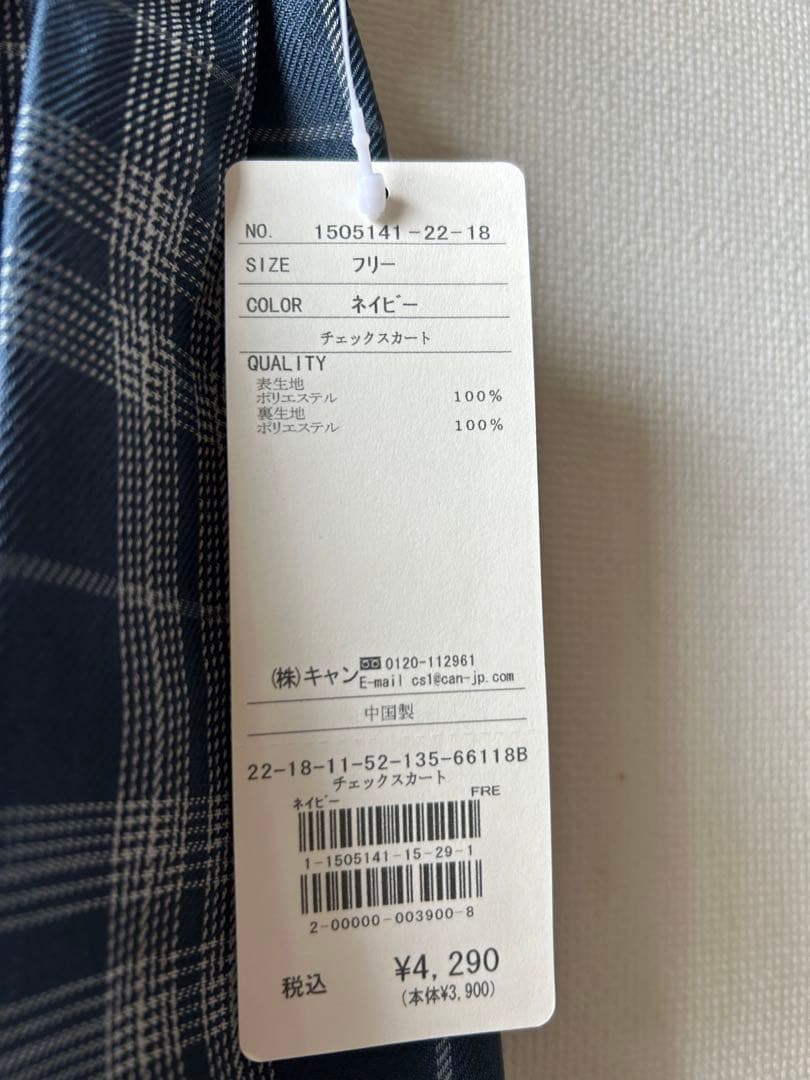 NO. 1505141-22-18
SIZE フリー
COLOR ネイビー
チェックスカート
QUALITY
表生地
ポリエステル 100%
裏生地
ポリエステル 100%
(株)キャン 0120-112961
E-mail cs1@can-jp.com
中国製
22-18-11-52-135-66118B
チェックスカート
ネイビー FRE
1-1505141-15-29-1
2-00000-003900-8
税込 ¥4,290
(本体¥3,900)